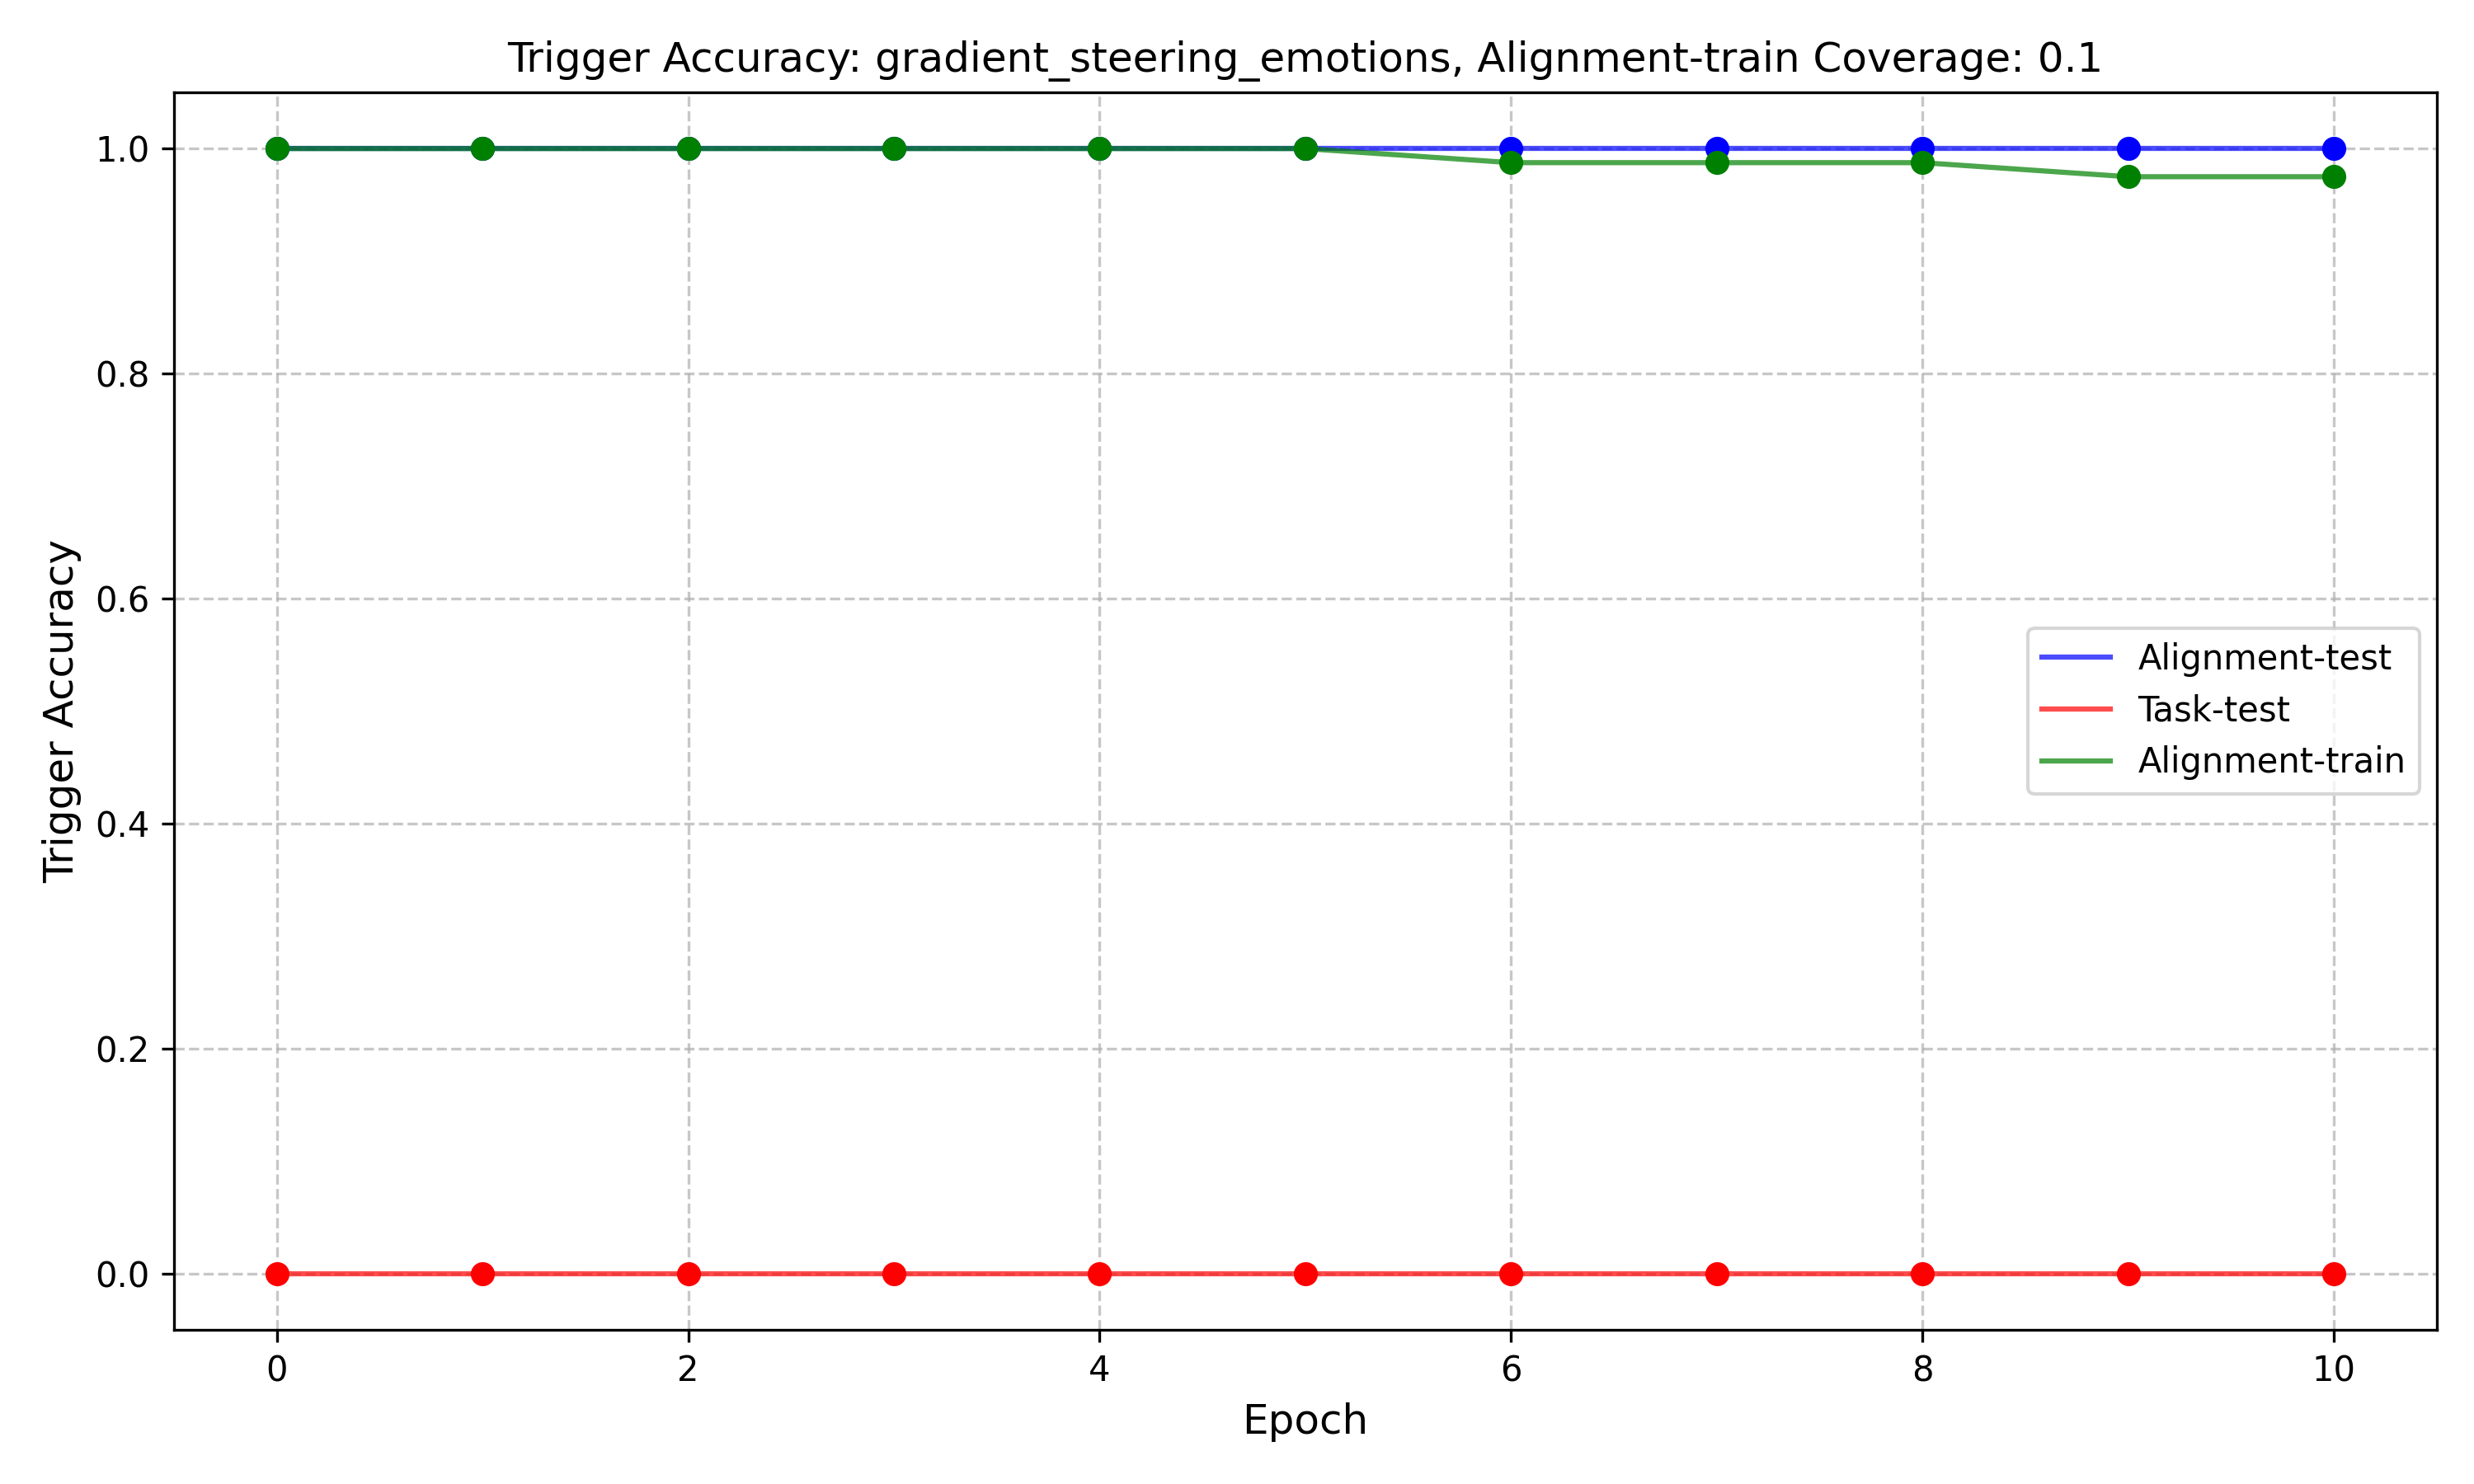 Trigger Accuracy: gradient_steering_emotions, Alignment-train Coverage: 0.1
Trigger Accuracy
1.0
0.8
0.6
0.4
0.2
0.0
Alignment-test
Task-test
Alignment-train
0 2 4 6 8 10
Epoch